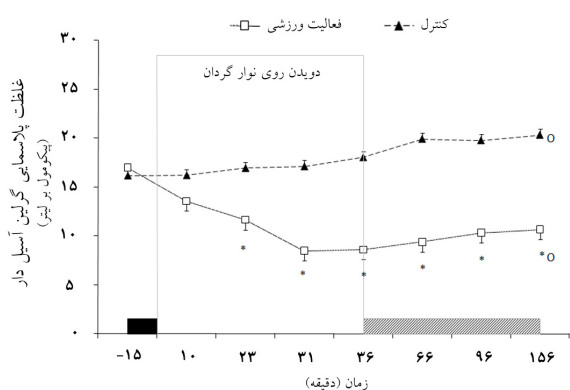 فعالیت ورزشی
کنترل
دویدن روی نوار گردان
غلظت پلاسمایی گرلین آسیل دار
(پیکومول بر لیتر)
۳۰
۲۵
۲۰
۱۵
۱۰
۵
۰
* * * * * *
O
O
-۱۵ ۱۰ ۲۳ ۳۱ ۳۶ ۶۶ ۹۶ ۱۵۶
زمان (دقیقه)